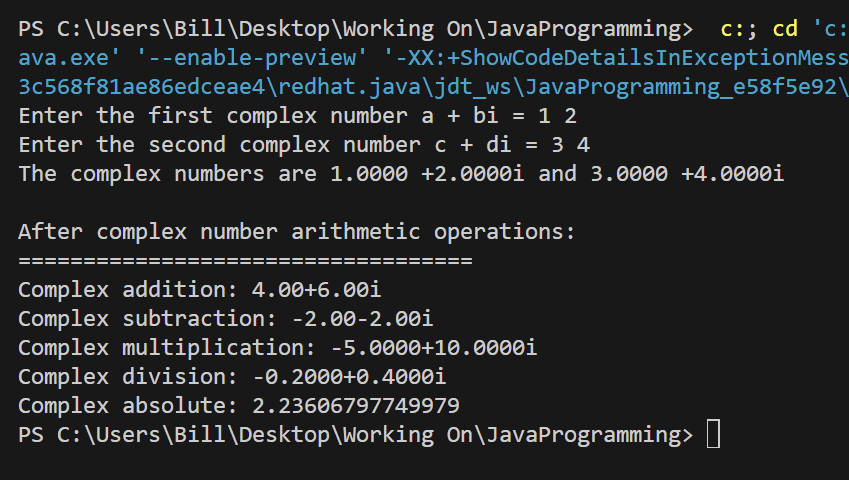 PS C:\Users\Bill\Desktop\Working On\JavaProgramming>  c:; cd 'c:
ava.exe' '--enable-preview' '-XX:+ShowCodeDetailsInExceptionMess
3c568f81ae86edceae4\redhat.java\jdt_ws\JavaProgramming_e58f5e92\
Enter the first complex number a + bi = 1 2
Enter the second complex number c + di = 3 4
The complex numbers are 1.0000 +2.0000i and 3.0000 +4.0000i
After complex number arithmetic operations:
===================================
Complex addition: 4.00+6.00i
Complex subtraction: -2.00-2.00i
Complex multiplication: -5.0000+10.0000i
Complex division: -0.2000+0.4000i
Complex absolute: 2.23606797749979
PS C:\Users\Bill\Desktop\Working On\JavaProgramming>